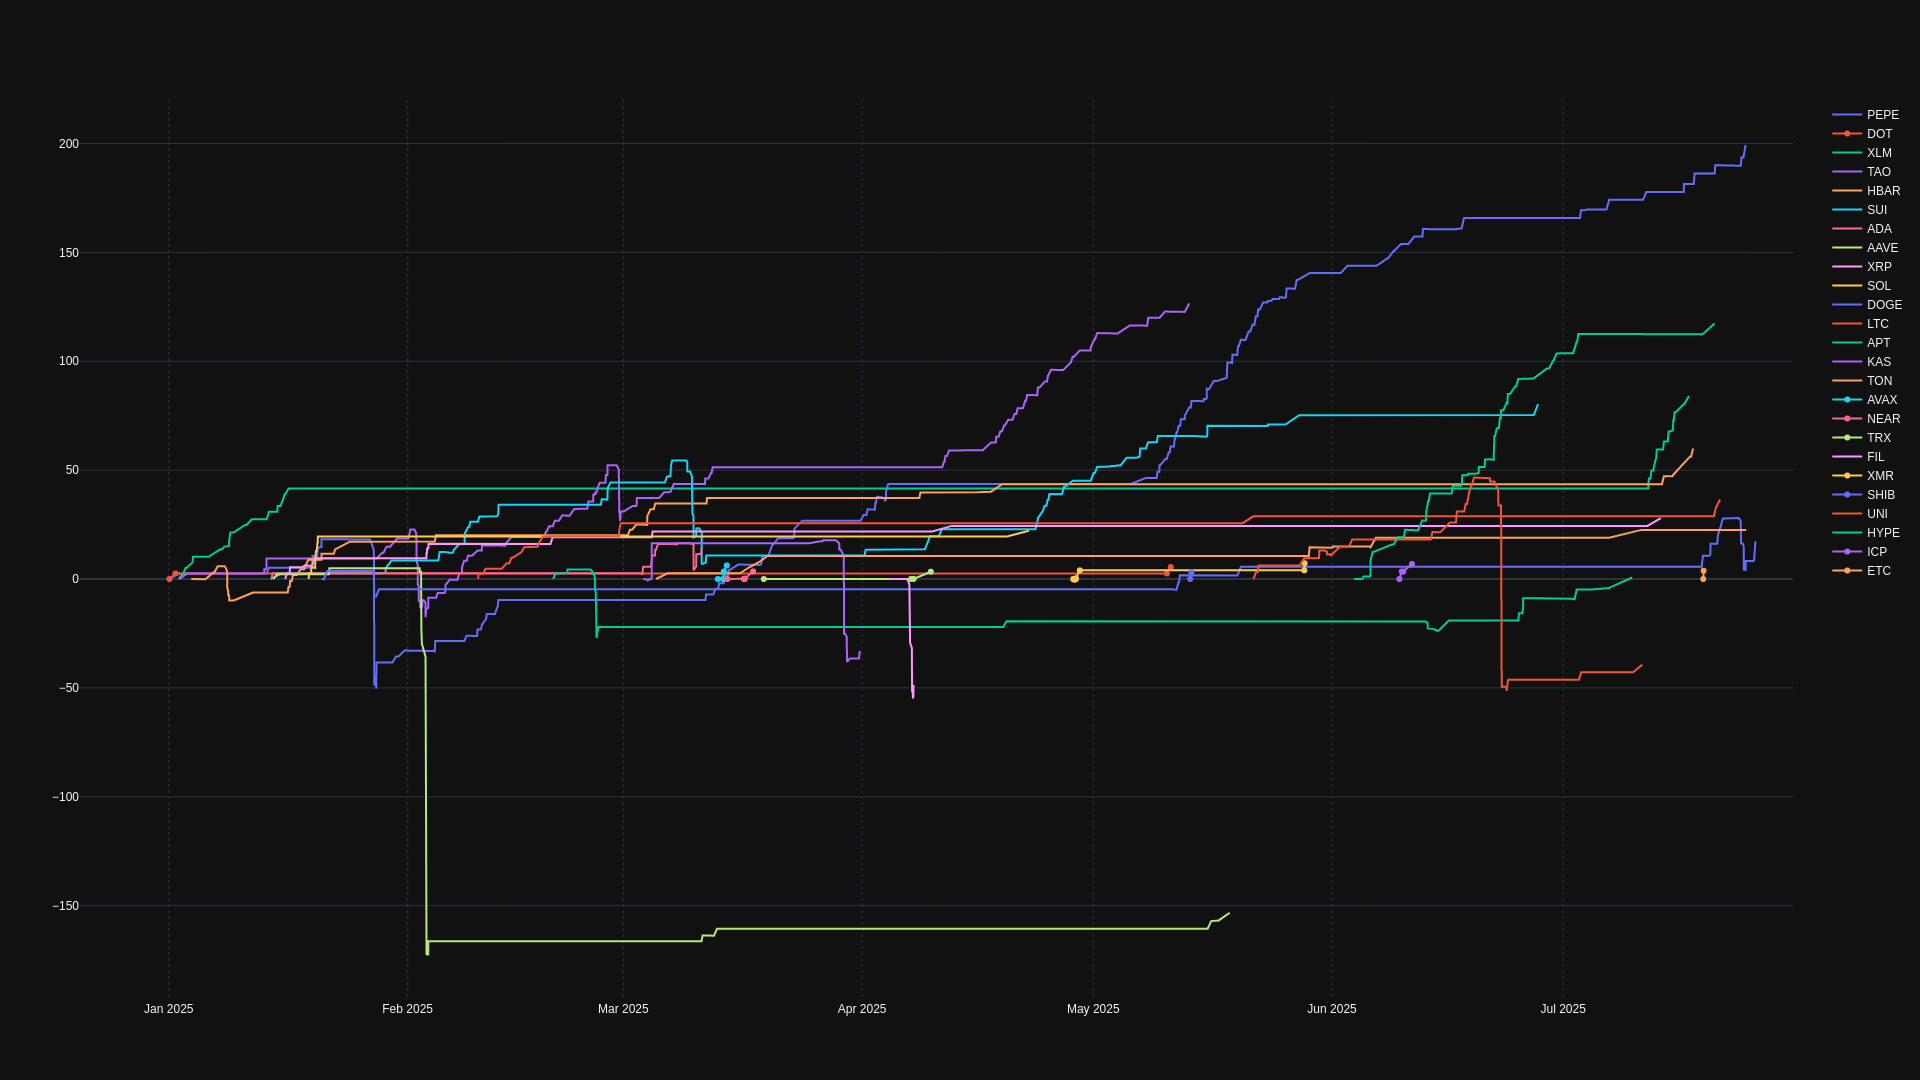 200
150
100
50
0
−50
−100
−150
Jan 2025
Feb 2025
Mar 2025
Apr 2025
May 2025
Jun 2025
Jul 2025
PEPE
DOT
XLM
TAO
HBAR
SUI
ADA
AAVE
XRP
SOL
DOGE
LTC
APT
KAS
TON
AVAX
NEAR
TRX
FIL
XMR
SHIB
UNI
HYPE
ICP
ETC